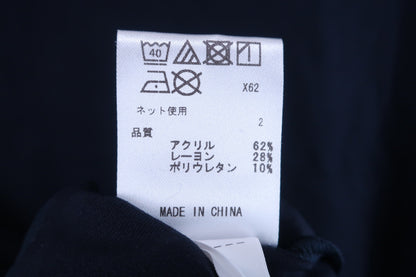 40
X62
ネット使用
2
品質
アクリル 62%
レーヨン 28%
ポリウレタン 10%
MADE IN CHINA